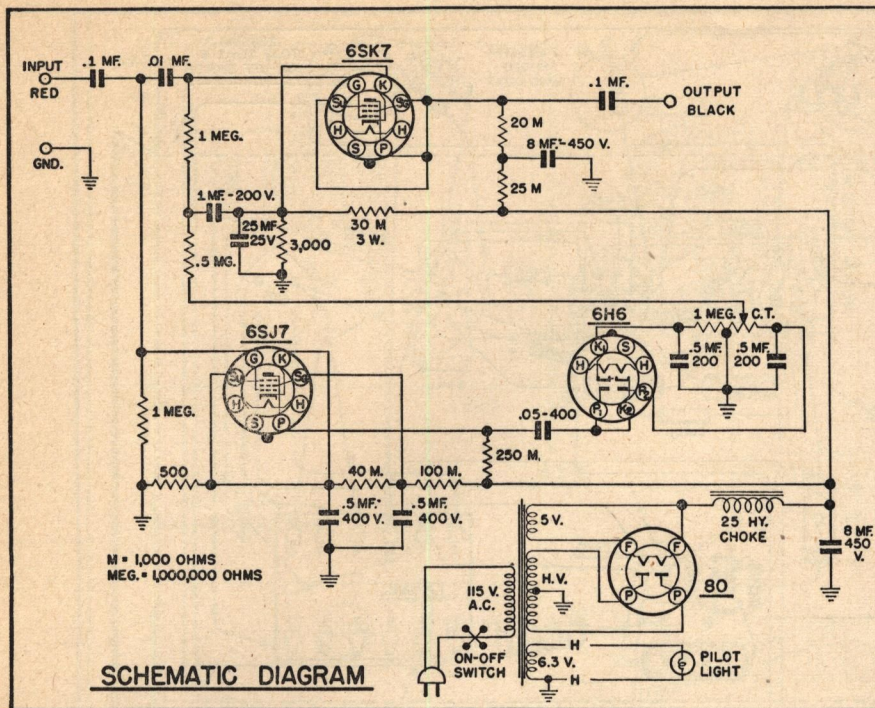 INPUT
RED
.1 MF.
.01 MF.
6SK7
.1 MF.
OUTPUT
BLACK
GND.
1 MEG.
G
K
H
H
S
P
20 M
8 MF.-450 V.
25 M
1 MF.-200 V.
25 MF
25V
3,000
30 M
3 W.
.5 MG.
6SJ7
6H6
1 MEG.
C.T.
.5 MF.
200
.5 MF.
200
G
K
H
H
S
P
K1
S
H
H
P2
P1
K2
1 MEG.
.05-400
250 M.
500
40 M.
100 M.
.5 MF.
400 V.
.5 MF.
400 V.
25 HY.
CHOKE
8 MF.
450
V.
5 V.
F
F
P
P
80
H.V.
115 V.
A.C.
M = 1,000 OHMS
MEG. = 1,000,000 OHMS
ON-OFF
SWITCH
6.3 V.
H
H
PILOT
LIGHT
SCHEMATIC DIAGRAM